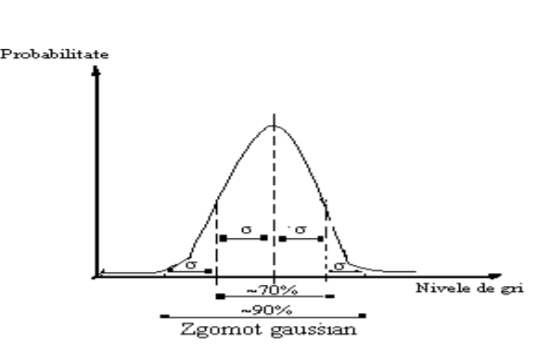 Probabilitate
σ σ
σ σ
~70%
Nivele de gri
~90%
Zgomot gaussian